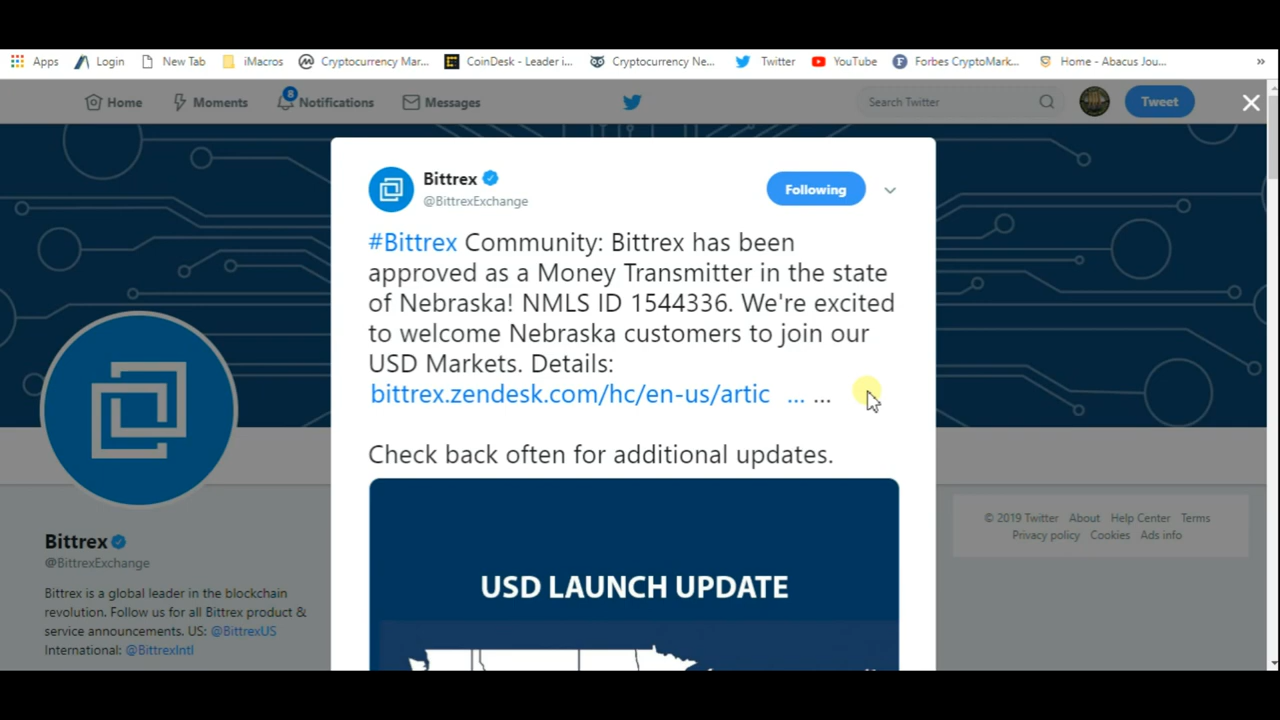 Apps Login New Tab iMacros Cryptocurrency Mar... CoinDesk - Leader i... Cryptocurrency Ne... Twitter YouTube Forbes CryptoMark... Home - Abacus Jou... »
Home Moments 8 Notifications Messages Search Twitter Tweet
Bittrex
@BittrexExchange
Following
#Bittrex Community: Bittrex has been
approved as a Money Transmitter in the state
of Nebraska! NMLS ID 1544336. We're excited
to welcome Nebraska customers to join our
USD Markets. Details:
bittrex.zendesk.com/hc/en-us/artic ... ...
Check back often for additional updates.
USD LAUNCH UPDATE
Bittrex
@BittrexExchange
Bittrex is a global leader in the blockchain
revolution. Follow us for all Bittrex product &
service announcements. US: @BittrexUS
International: @BittrexIntl
© 2019 Twitter About Help Center Terms
Privacy policy Cookies Ads info